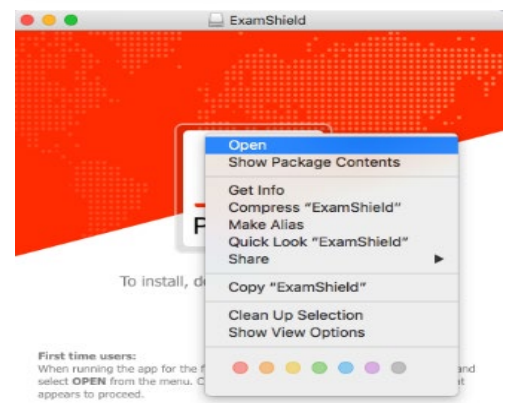 ExamShield
Open
Show Package Contents
Get Info
Compress "ExamShield"
Make Alias
Quick Look "ExamShield"
Share
Copy "ExamShield"
Clean Up Selection
Show View Options
P
To install, d
First time users:
When running the app for the f
and
select OPEN from the menu. C
t
appears to proceed.